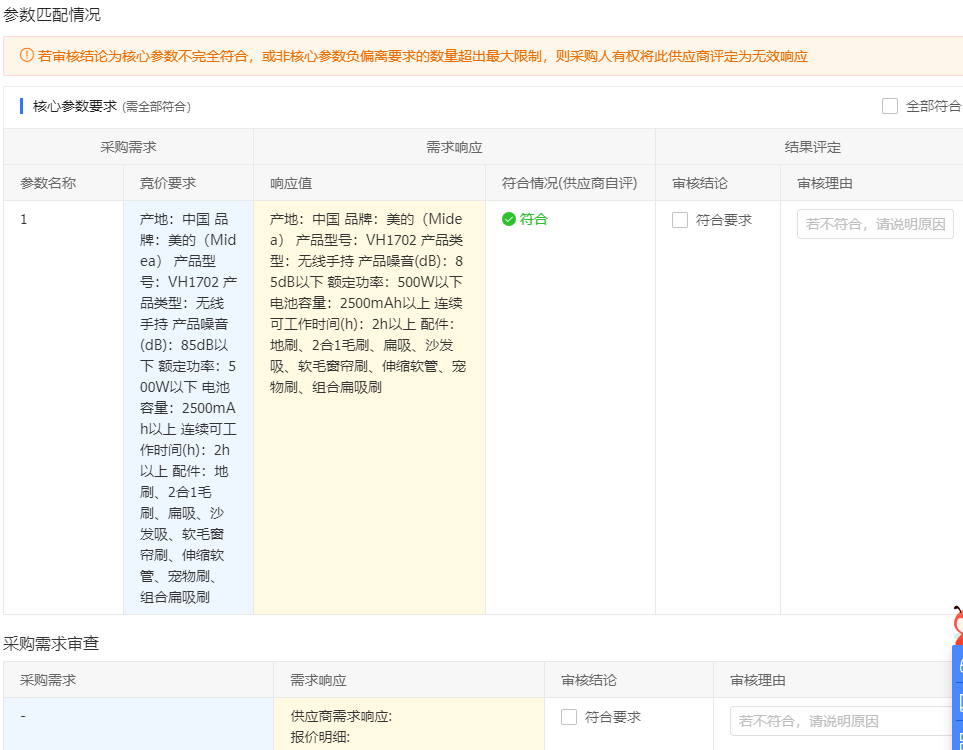 参数匹配情况
若审核结论为核心参数不完全符合，或非核心参数负偏离要求的数量超出最大限制，则采购人有权将此供应商评定为无效响应
核心参数要求 (需全部符合)
全部符合
采购需求
需求响应
结果评定
参数名称
竞价要求
响应值
符合情况(供应商自评)
审核结论
审核理由
1
产地：中国 品
牌：美的（Mid
ea） 产品型
号：VH1702 产
品类型：无线
手持 产品噪音
(dB)：85dB以
下 额定功率：5
00W以下 电池
容量：2500mA
h以上 连续可工
作时间(h)：2h
以上 配件：地
刷、2合1毛
刷、扁吸、沙
发吸、软毛窗
帘刷、伸缩软
管、宠物刷、
组合扁吸刷
产地：中国 品牌：美的（Mide
a） 产品型号：VH1702 产品类
型：无线手持 产品噪音(dB)：8
5dB以下 额定功率：500W以下
电池容量：2500mAh以上 连续
可工作时间(h)：2h以上 配件：
地刷、2合1毛刷、扁吸、沙发
吸、软毛窗帘刷、伸缩软管、宠
物刷、组合扁吸刷
符合
符合要求
若不符合，请说明原因
采购需求审查
采购需求
需求响应
审核结论
审核理由
-
供应商需求响应:
报价明细:
符合要求
若不符合，请说明原因